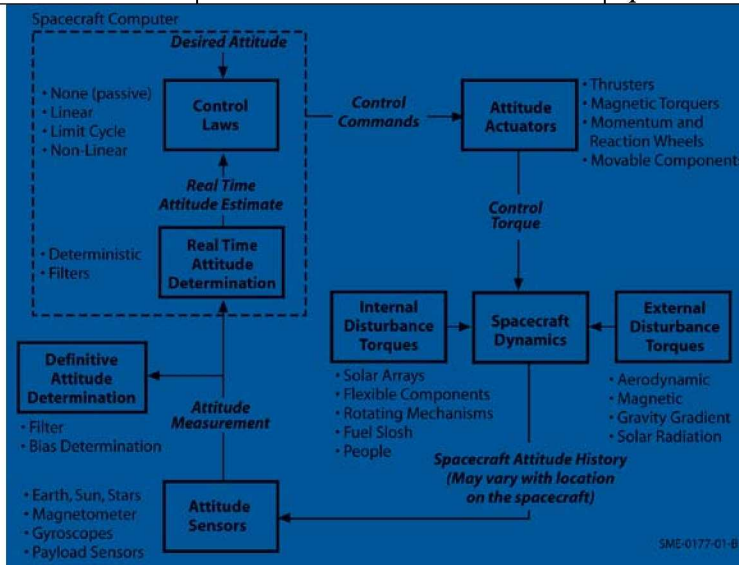 Spacecraft Computer
Desired Attitude
• None (passive)
• Linear
• Limit Cycle
• Non-Linear
Control
Laws
Control
Commands
Attitude
Actuators
• Thrusters
• Magnetic Torquers
• Momentum and
Reaction Wheels
• Movable Components
Real Time
Attitude Estimate
Control
Torque
• Deterministic
• Filters
Real Time
Attitude
Determination
Internal
Disturbance
Torques
Spacecraft
Dynamics
External
Disturbance
Torques
Definitive
Attitude
Determination
• Solar Arrays
• Flexible Components
• Rotating Mechanisms
• Fuel Slosh
• People
• Aerodynamic
• Magnetic
• Gravity Gradient
• Solar Radiation
• Filter
• Bias Determination
Attitude
Measurement
Spacecraft Attitude History
(May vary with location
on the spacecraft)
• Earth, Sun, Stars
• Magnetometer
• Gyroscopes
• Payload Sensors
Attitude
Sensors
SME-0177-01-B